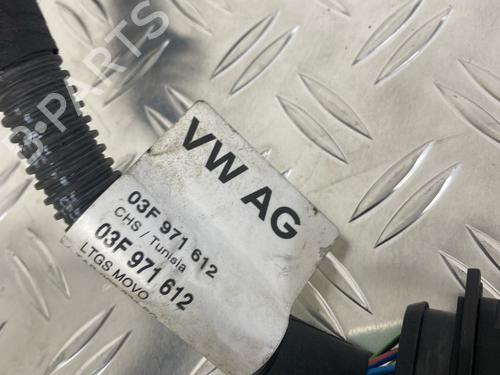 B-PARTS
VW AG
03F 971 612
CHS / Tunisia
03F 971 612
LTGS MOVO